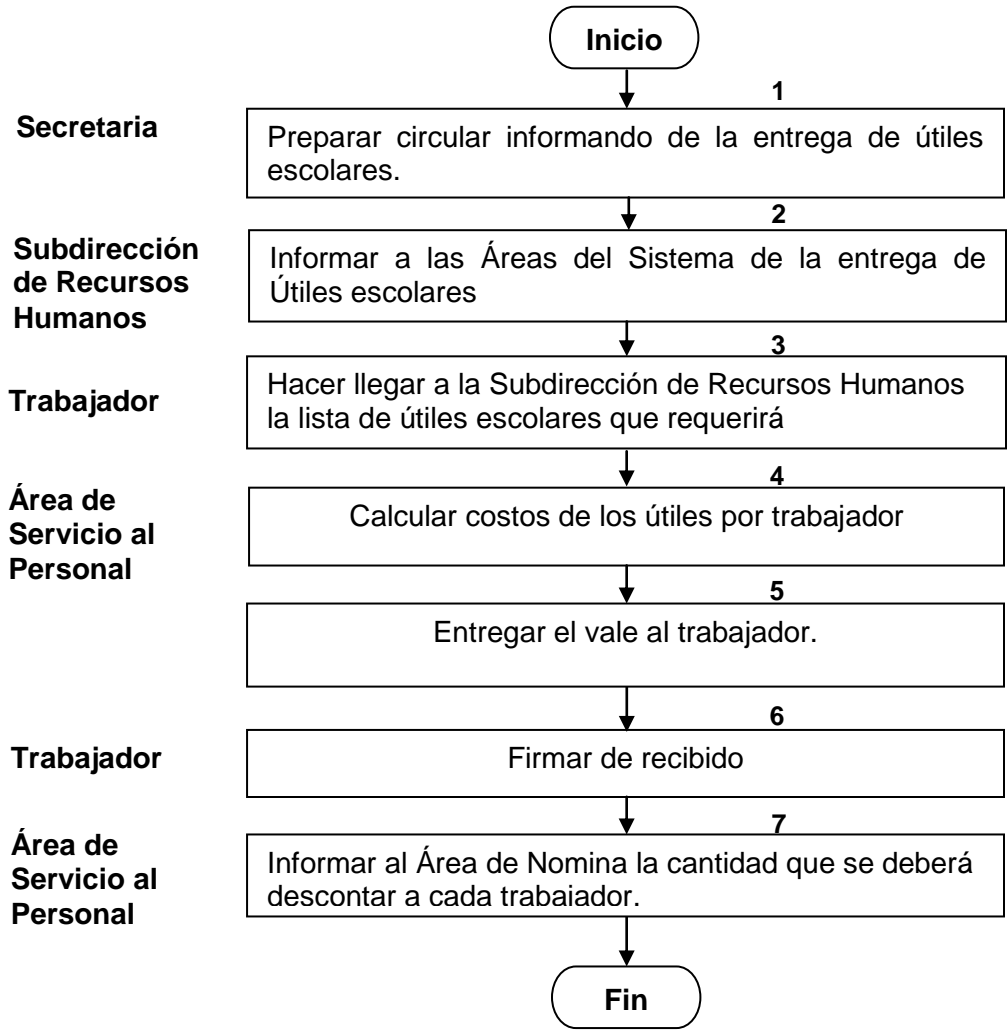 Inicio
1
Secretaria
Preparar circular informando de la entrega de útiles
escolares.
2
Subdirección
de Recursos
Humanos
Informar a las Áreas del Sistema de la entrega de
Útiles escolares
3
Trabajador
Hacer llegar a la Subdirección de Recursos Humanos
la lista de útiles escolares que requerirá
4
Área de
Servicio al
Personal
Calcular costos de los útiles por trabajador
5
Entregar el vale al trabajador.
6
Trabajador
Firmar de recibido
7
Área de
Servicio al
Personal
Informar al Área de Nomina la cantidad que se deberá
descontar a cada trabajador.
Fin